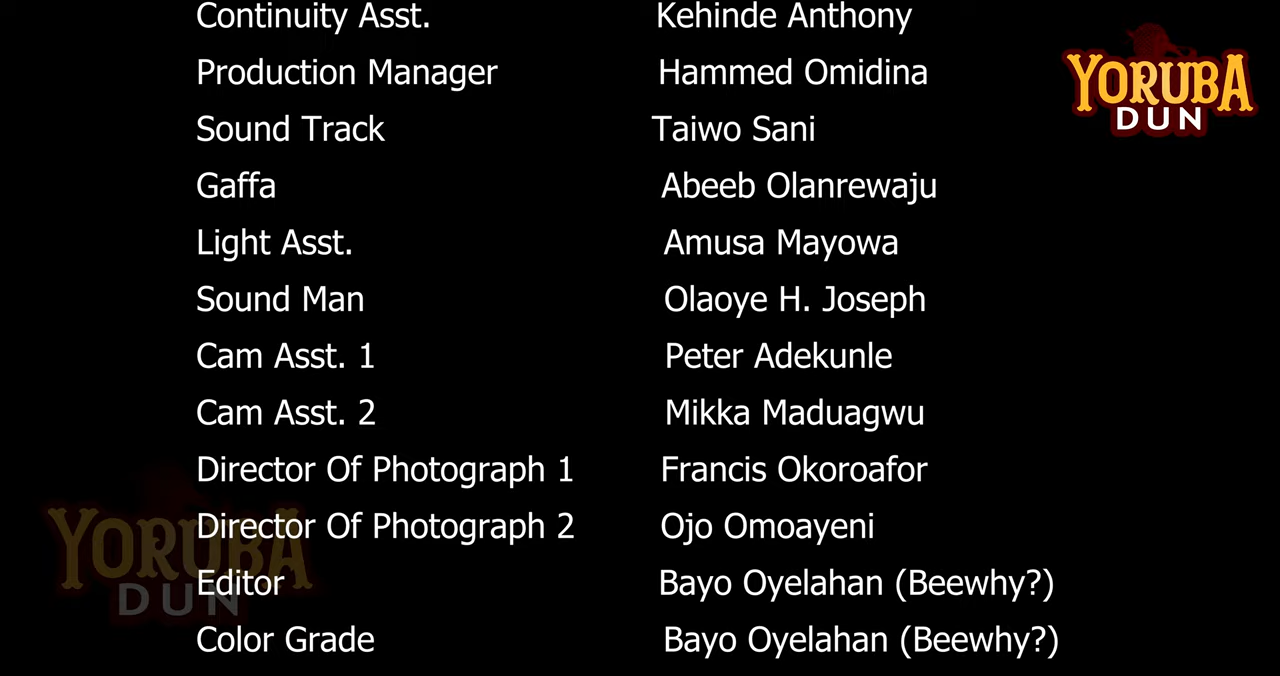 Continuity Asst. Kehinde Anthony
Production Manager Hammed Omidina
Sound Track Taiwo Sani
Gaffa Abeeb Olanrewaju
Light Asst. Amusa Mayowa
Sound Man Olaoye H. Joseph
Cam Asst. 1 Peter Adekunle
Cam Asst. 2 Mikka Maduagwu
Director Of Photograph 1 Francis Okoroafor
Director Of Photograph 2 Ojo Omoayeni
Editor Bayo Oyelahan (Beewhy?)
Color Grade Bayo Oyelahan (Beewhy?)
YORUBA
DUN
YORUBA
DUN